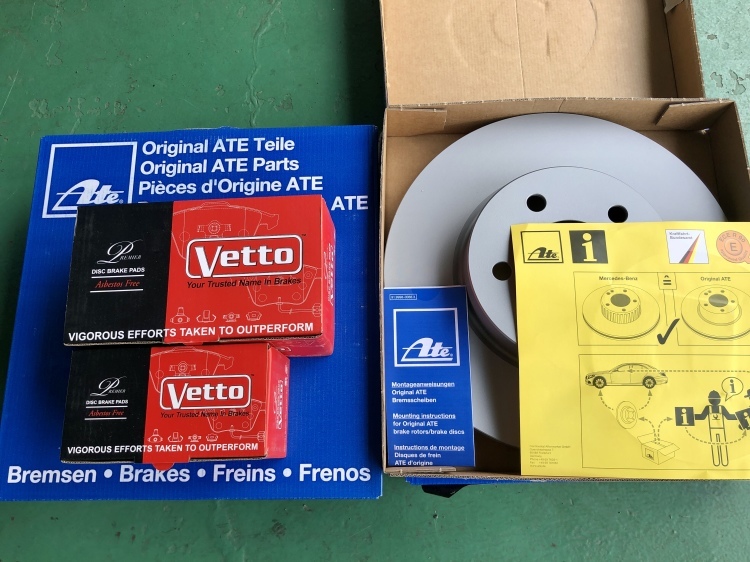 Ate
Original ATE Teile
Original ATE Parts
Pièces d'Origine ATE
ATE
PREMIER
DISC BRAKE PADS
Asbestos Free
Vetto
Your Trusted Name In Brakes
VIGOROUS EFFORTS TAKEN TO OUTPERFORM
PREMIER
DISC BRAKE PADS
Asbestos Free
Vetto
Your Trusted Name In Brakes
VIGOROUS EFFORTS TAKEN TO OUTPERFORM
Bremsen • Brakes • Freins • Frenos
Ate
Montageanweisungen
Original ATE
Bremsscheiben
Mounting instructions
for Original ATE
brake rotors/brake discs
Instructions de montage
Disques de frein
ATE d'origine
Ate
i
E
Mercedes-Benz
=
Original ATE
i
i
i